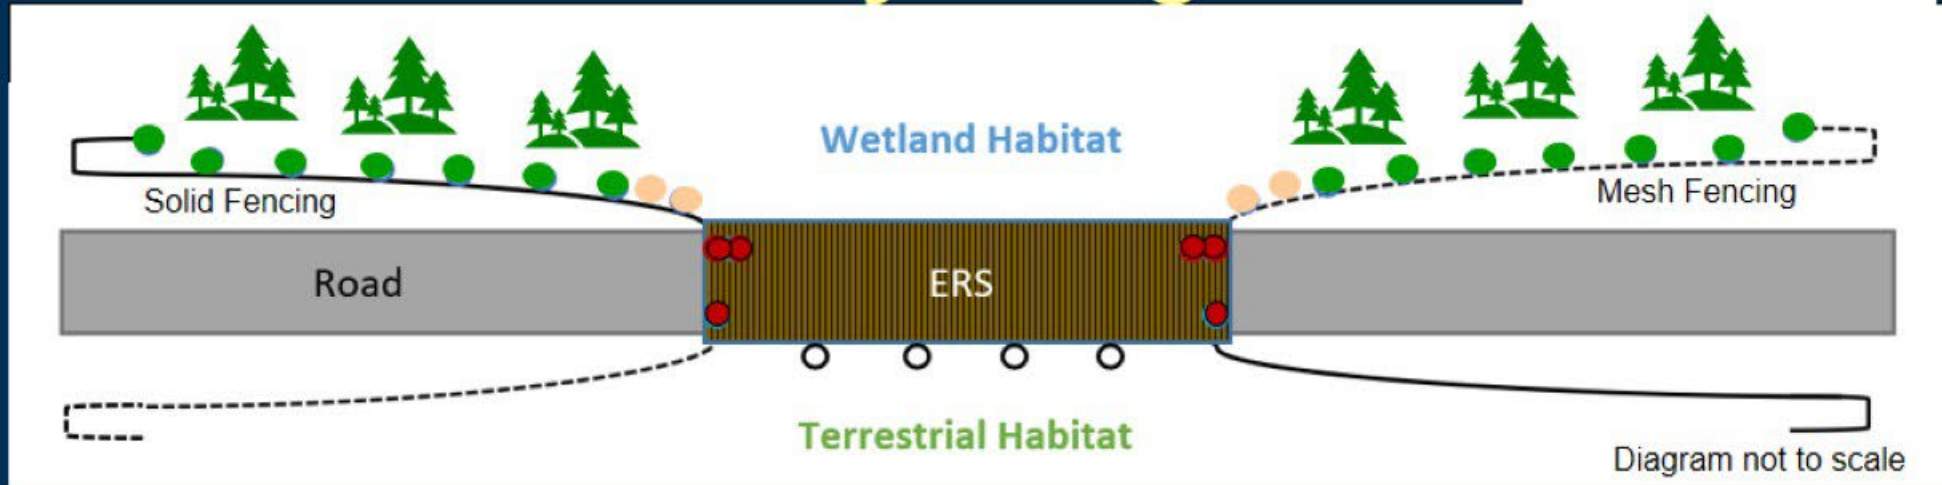 Wetland Habitat
Solid Fencing
Mesh Fencing
Road
ERS
Terrestrial Habitat
Diagram not to scale